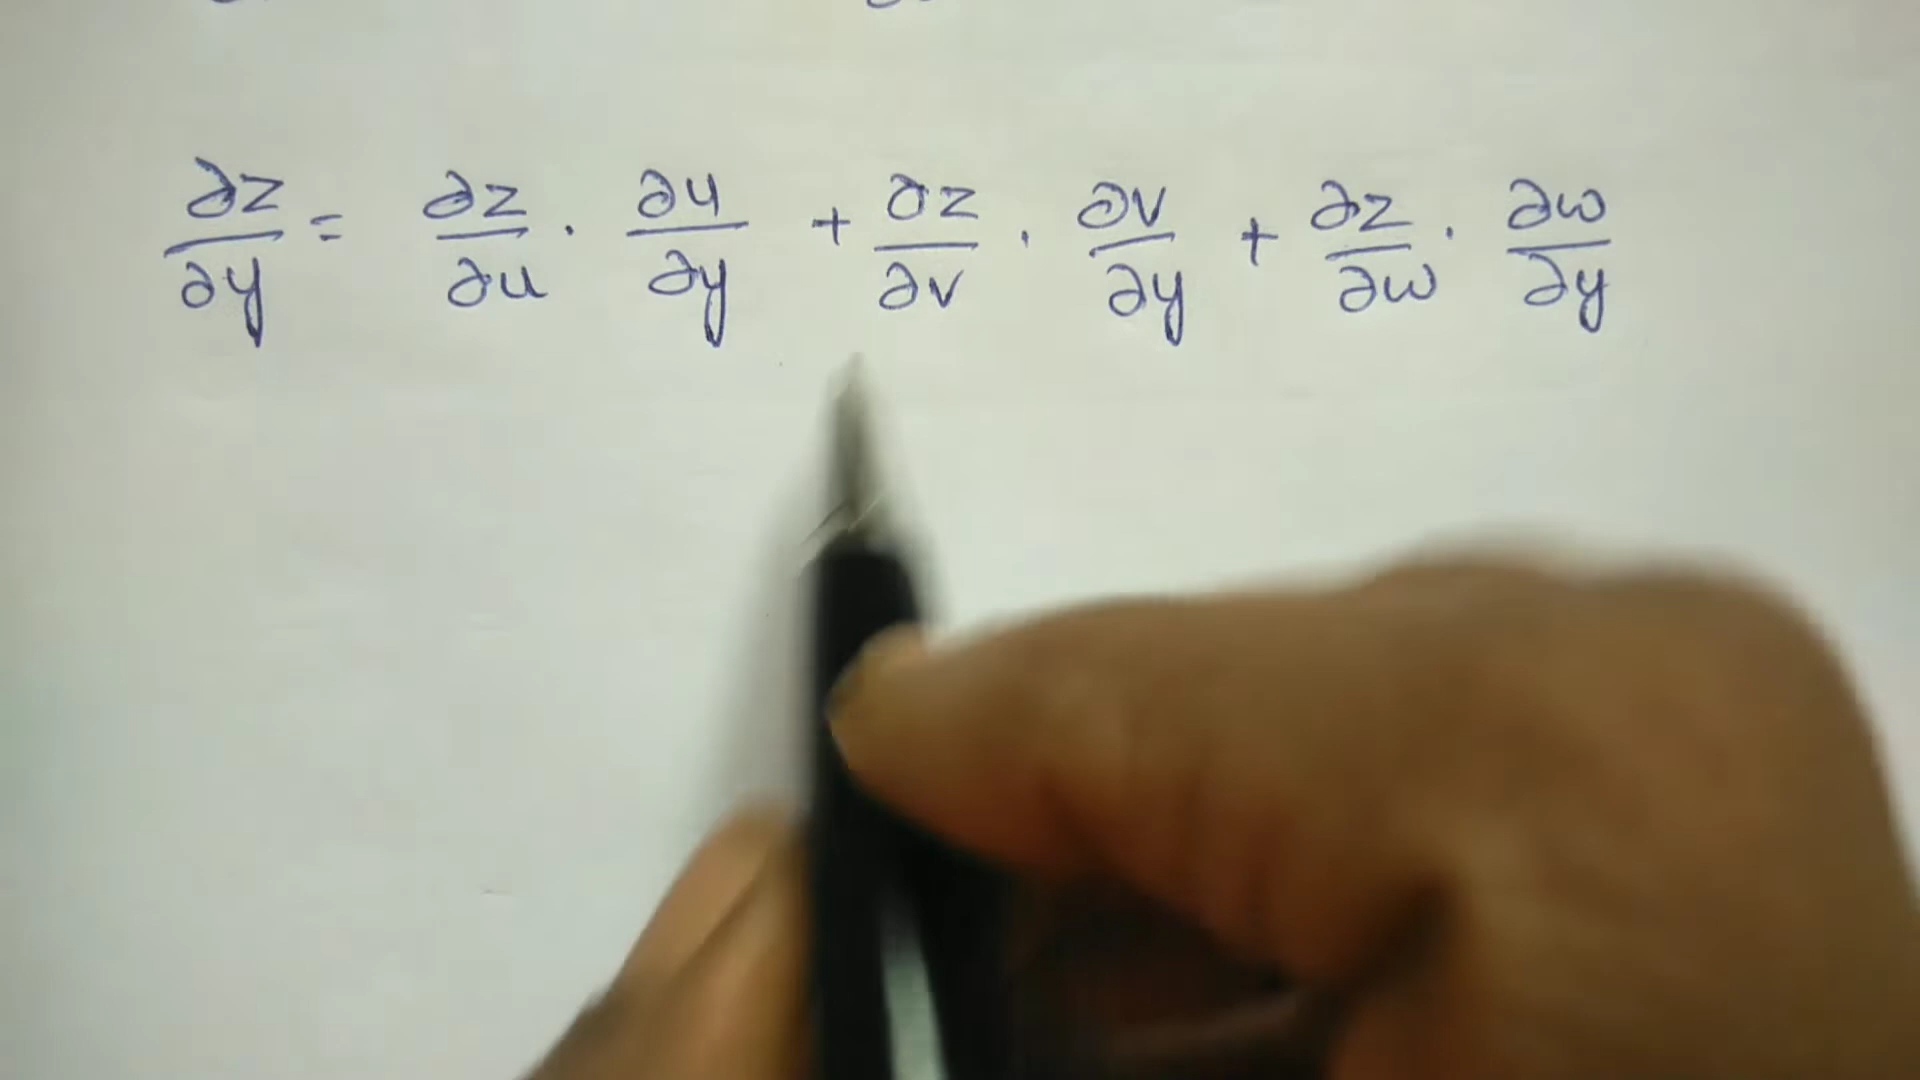 ∂z/∂y = ∂z/∂u · ∂u/∂y + ∂z/∂v · ∂v/∂y + ∂z/∂w · ∂w/∂y